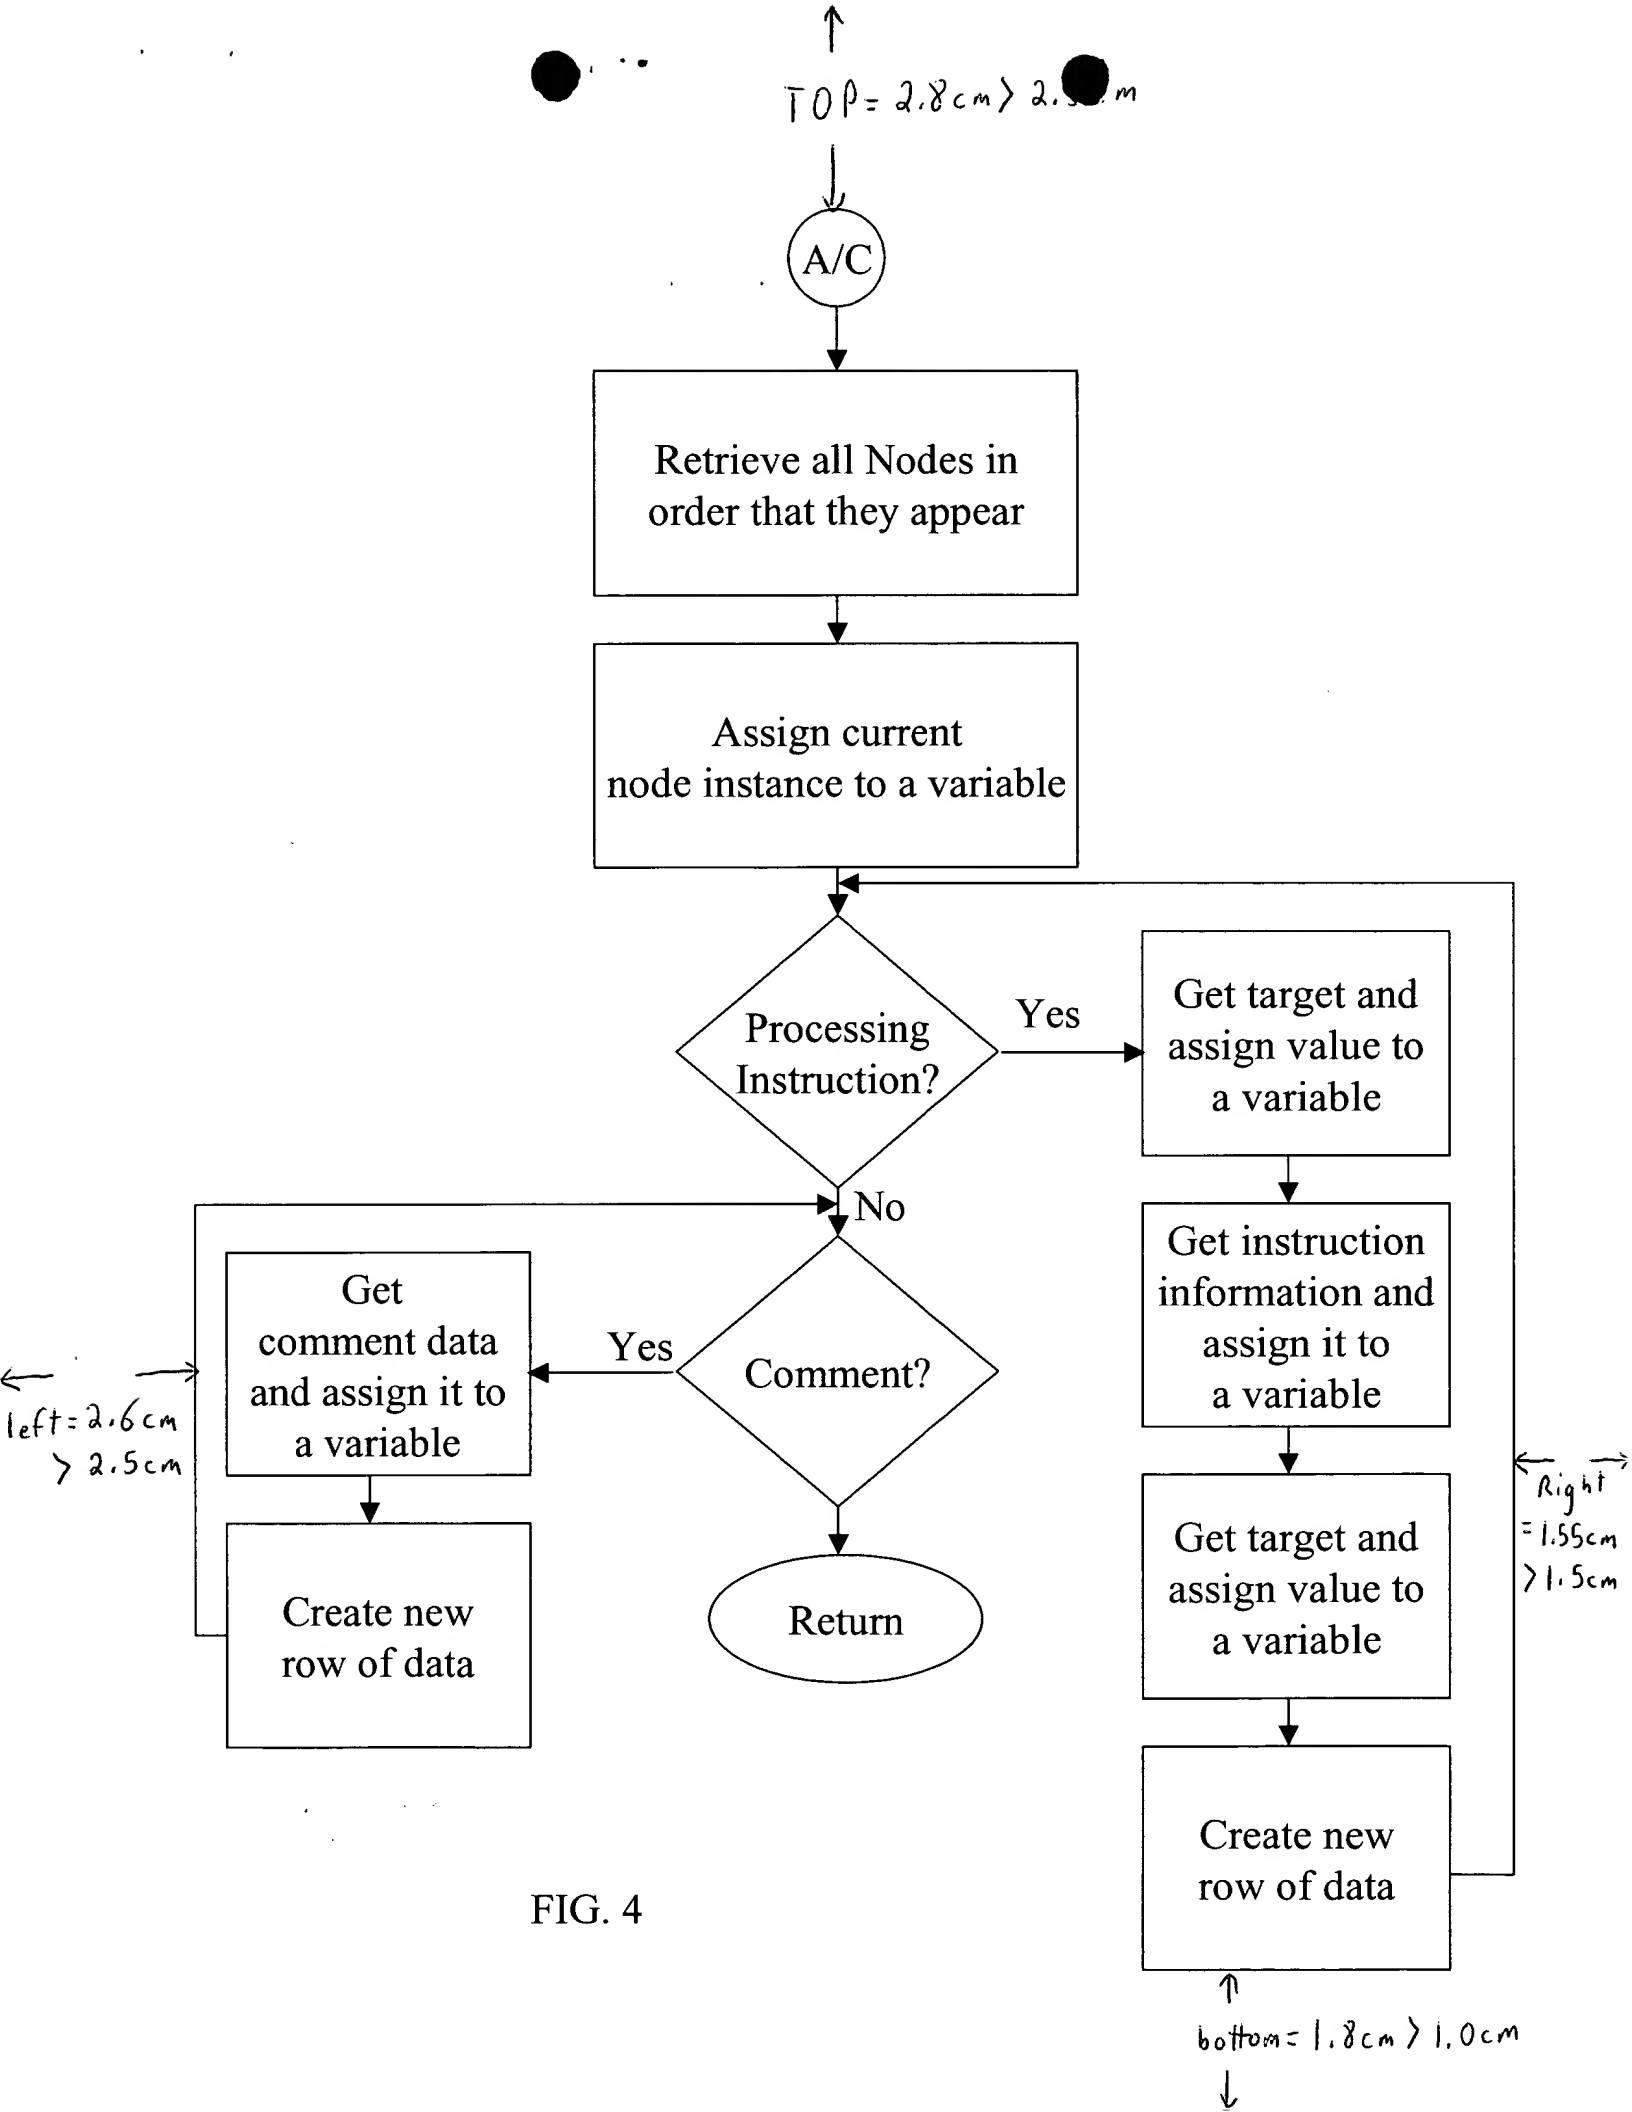 TOP = 2.8cm > 2.
A/C
Retrieve all Nodes in
order that they appear
Assign current
node instance to a variable
Processing
Instruction?
Yes
Get target and
assign value to
a variable
No
Get instruction
information and
assign it to
a variable
Get
comment data
and assign it to
a variable
Yes
Comment?
left = 2.6cm
> 2.5cm
Right
= 1.55cm
> 1.5cm
Get target and
assign value to
a variable
Create new
row of data
Return
Create new
row of data
FIG. 4
bottom = 1.8cm > 1.0cm